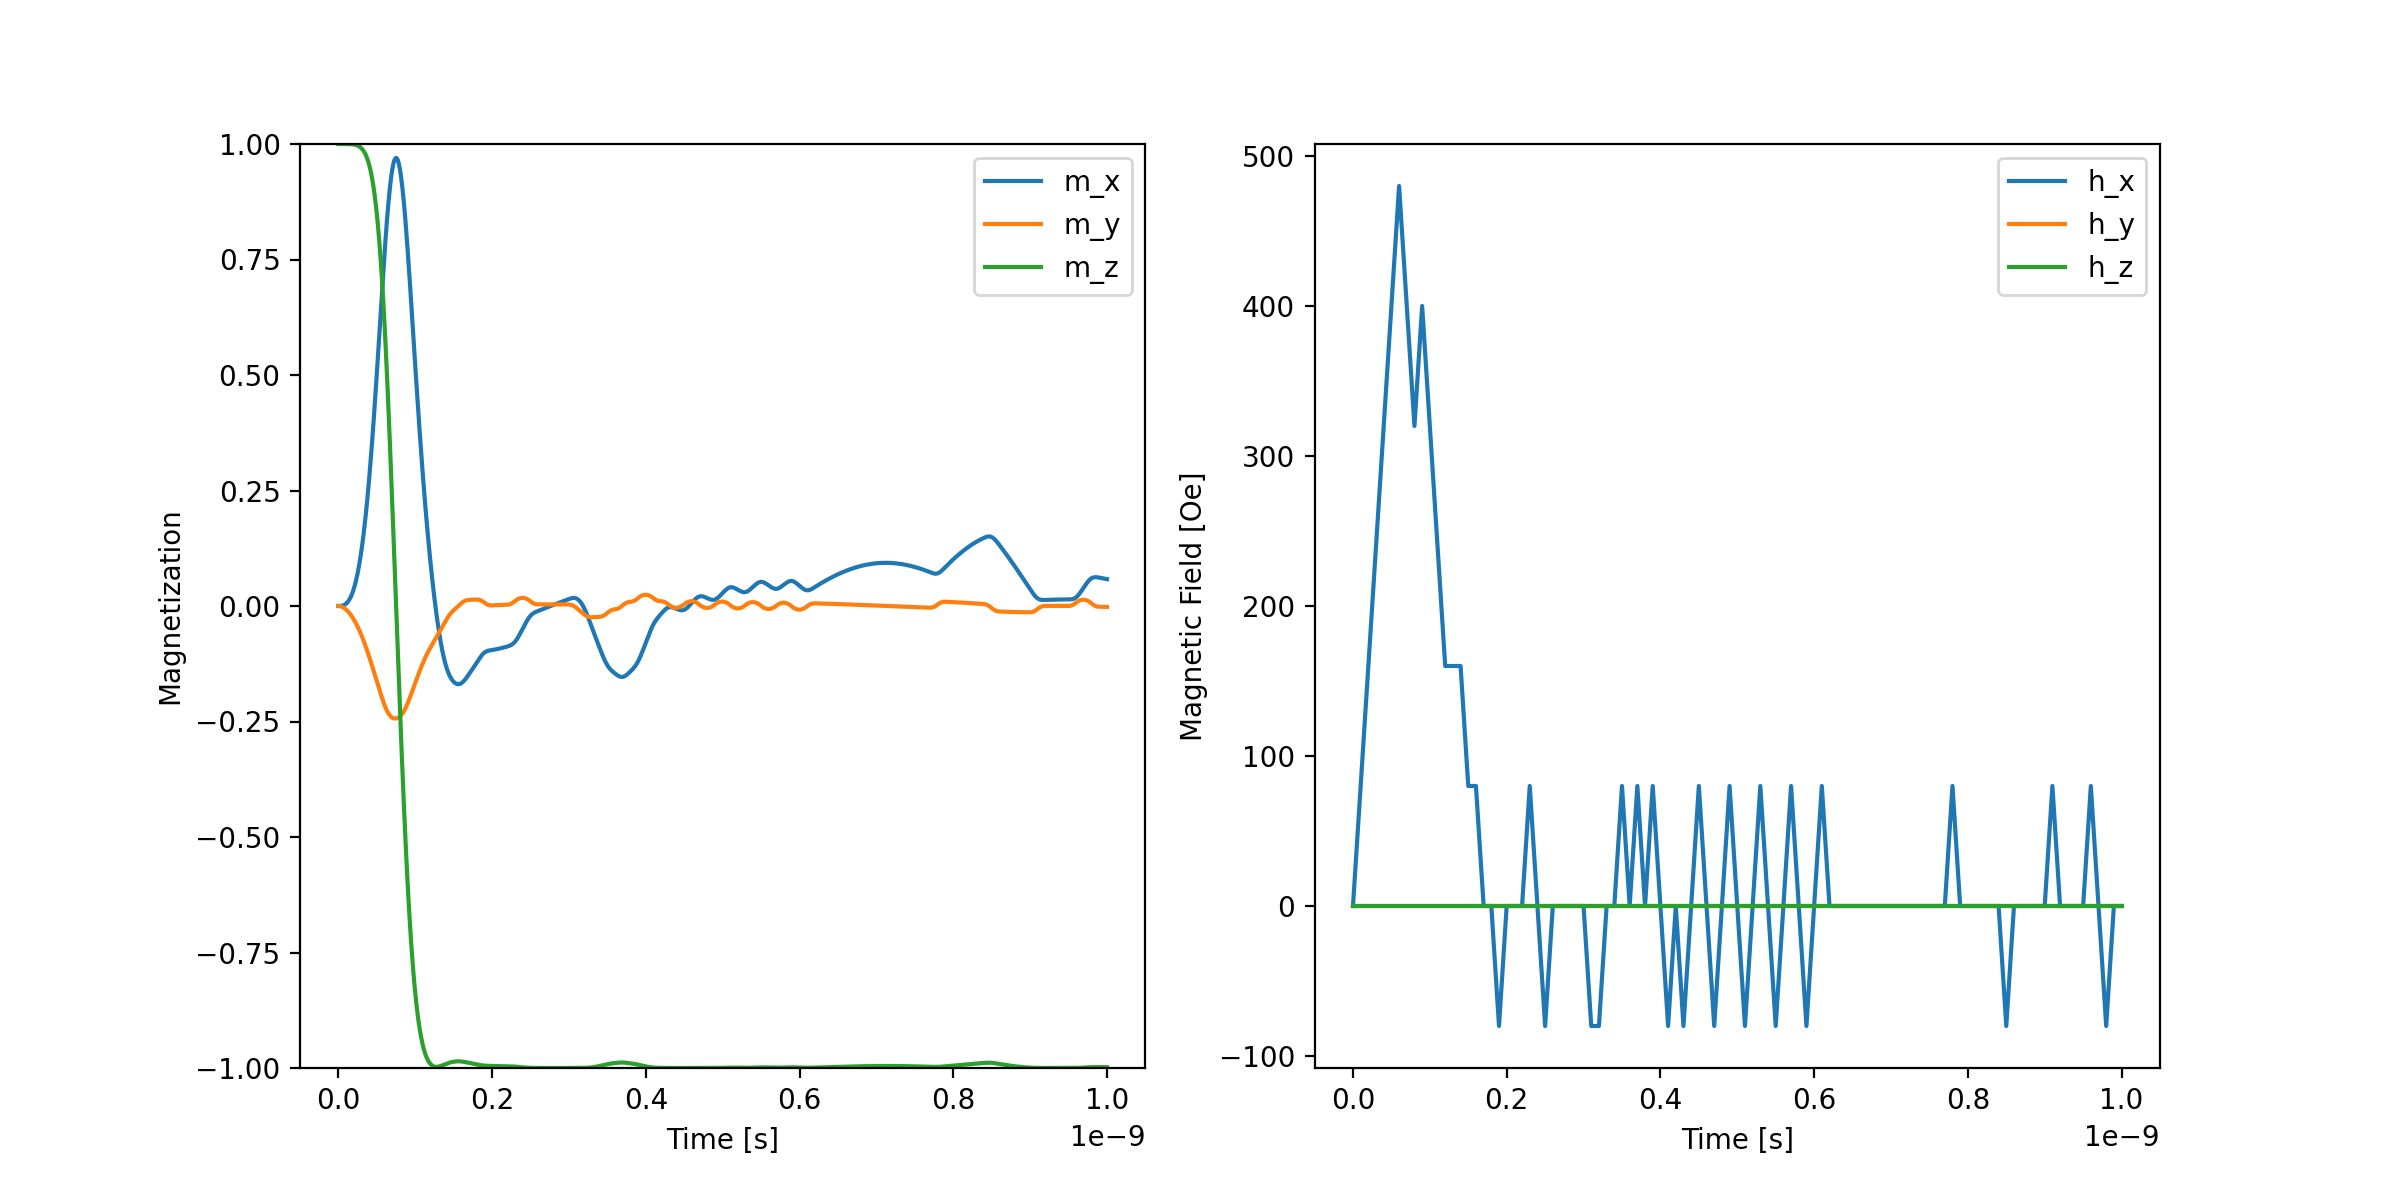 1.00
0.75
0.50
0.25
0.00
−0.25
−0.50
−0.75
−1.00
Magnetization
m_x
m_y
m_z
0.0 0.2 0.4 0.6 0.8 1.0
Time [s]
1e−9
500
400
300
200
100
0
−100
Magnetic Field [Oe]
h_x
h_y
h_z
0.0 0.2 0.4 0.6 0.8 1.0
Time [s]
1e−9